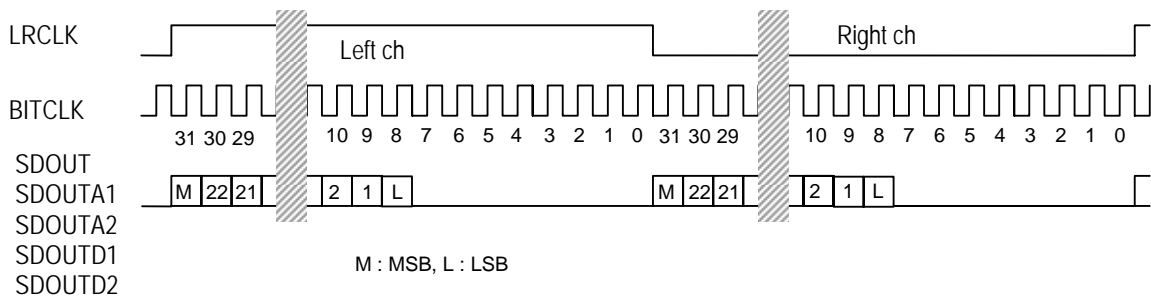 LRCLK Left ch Right ch
BITCLK
31 30 29 10 9 8 7 6 5 4 3 2 1 0 31 30 29 10 9 8 7 6 5 4 3 2 1 0
SDOUT
SDOUTA1 M 22 21 2 1 L M 22 21 2 1 L
SDOUTA2
SDOUTD1
M : MSB, L : LSB
SDOUTD2